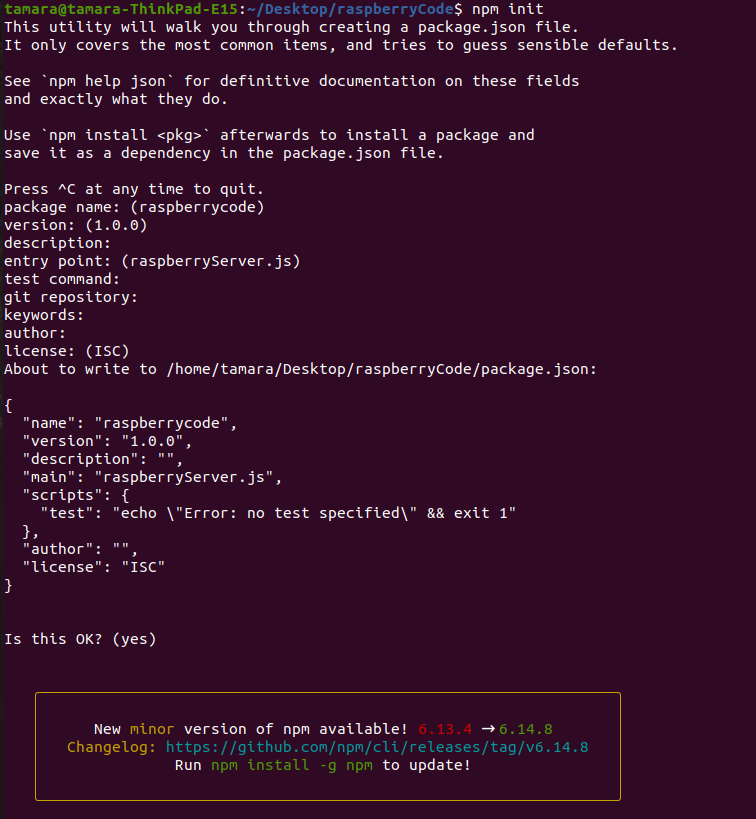 tamara@tamara-ThinkPad-E15:~/Desktop/raspberryCode$ npm init
This utility will walk you through creating a package.json file.
It only covers the most common items, and tries to guess sensible defaults.
See `npm help json` for definitive documentation on these fields
and exactly what they do.
Use `npm install <pkg>` afterwards to install a package and
save it as a dependency in the package.json file.
Press ^C at any time to quit.
package name: (raspberrycode)
version: (1.0.0)
description:
entry point: (raspberryServer.js)
test command:
git repository:
keywords:
author:
license: (ISC)
About to write to /home/tamara/Desktop/raspberryCode/package.json:
{
  "name": "raspberrycode",
  "version": "1.0.0",
  "description": "",
  "main": "raspberryServer.js",
  "scripts": {
    "test": "echo \"Error: no test specified\" && exit 1"
  },
  "author": "",
  "license": "ISC"
}
Is this OK? (yes)
New minor version of npm available! 6.13.4 → 6.14.8
Changelog: https://github.com/npm/cli/releases/tag/v6.14.8
Run npm install -g npm to update!